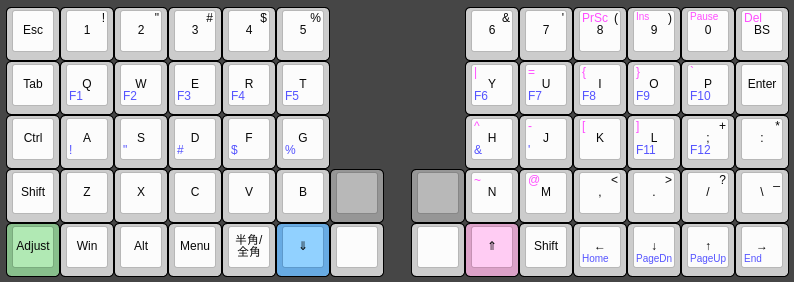 Esc ! 1 " 2 # 3 $ 4 % 5 & 6 ' 7 PrSc ( 8 Ins ) 9 Pause 0 Del BS
Tab Q F1 W F2 E F3 R F4 T F5 | Y F6 = U F7 { I F8 } O F9 ` P F10 Enter
Ctrl A ! S " D # F $ G % ^ H & - J ' [ K ] L F11 + ; F12 * :
Shift Z X C V B ~ N @ M < , > . ? / _ \
Adjust Win Alt Menu 半角/
全角 ⇓ ⇑ Shift ← Home ↓ PageDn ↑ PageUp → End